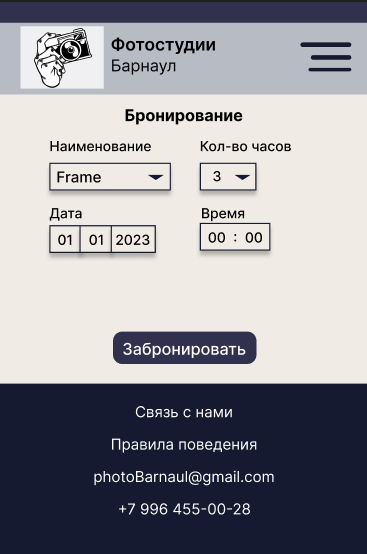 Фотостудии
Барнаул
Бронирование
Наименование Кол-во часов
Frame 3
Дата Время
01 01 2023 00 : 00
Забронировать
Связь с нами
Правила поведения
photoBarnaul@gmail.com
+7 996 455-00-28